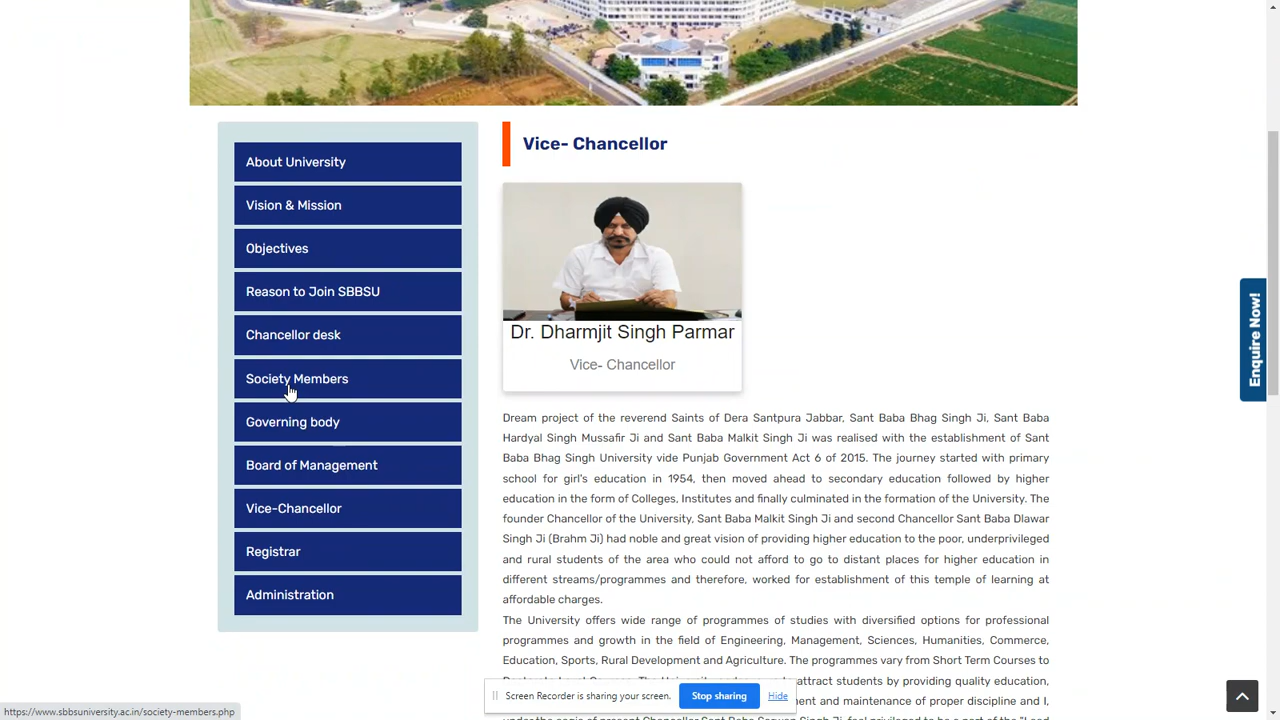 About University
Vision & Mission
Objectives
Reason to Join SBBSU
Chancellor desk
Society Members
Governing body
Board of Management
Vice-Chancellor
Registrar
Administration
Vice- Chancellor
Dr. Dharmjit Singh Parmar
Vice- Chancellor
Dream project of the reverend Saints of Dera Santpura Jabbar, Sant Baba Bhag Singh Ji, Sant Baba
Hardyal Singh Mussafir Ji and Sant Baba Malkit Singh Ji was realised with the establishment of Sant
Baba Bhag Singh University vide Punjab Government Act 6 of 2015. The journey started with primary
school for girl's education in 1954, then moved ahead to secondary education followed by higher
education in the form of Colleges, Institutes and finally culminated in the formation of the University. The
founder Chancellor of the University, Sant Baba Malkit Singh Ji and second Chancellor Sant Baba Dlawar
Singh Ji (Brahm Ji) had noble and great vision of providing higher education to the poor, underprivileged
and rural students of the area who could not afford to go to distant places for higher education in
different streams/programmes and therefore, worked for establishment of this temple of learning at
affordable charges.
The University offers wide range of programmes of studies with diversified options for professional
programmes and growth in the field of Engineering, Management, Sciences, Humanities, Commerce,
Education, Sports, Rural Development and Agriculture. The programmes vary from Short Term Courses to
attract students by providing quality education,
ment and maintenance of proper discipline and I,
Enquire Now!
Screen Recorder is sharing your screen.
Stop sharing
Hide
https://www.sbbsuniversity.ac.in/society-members.php